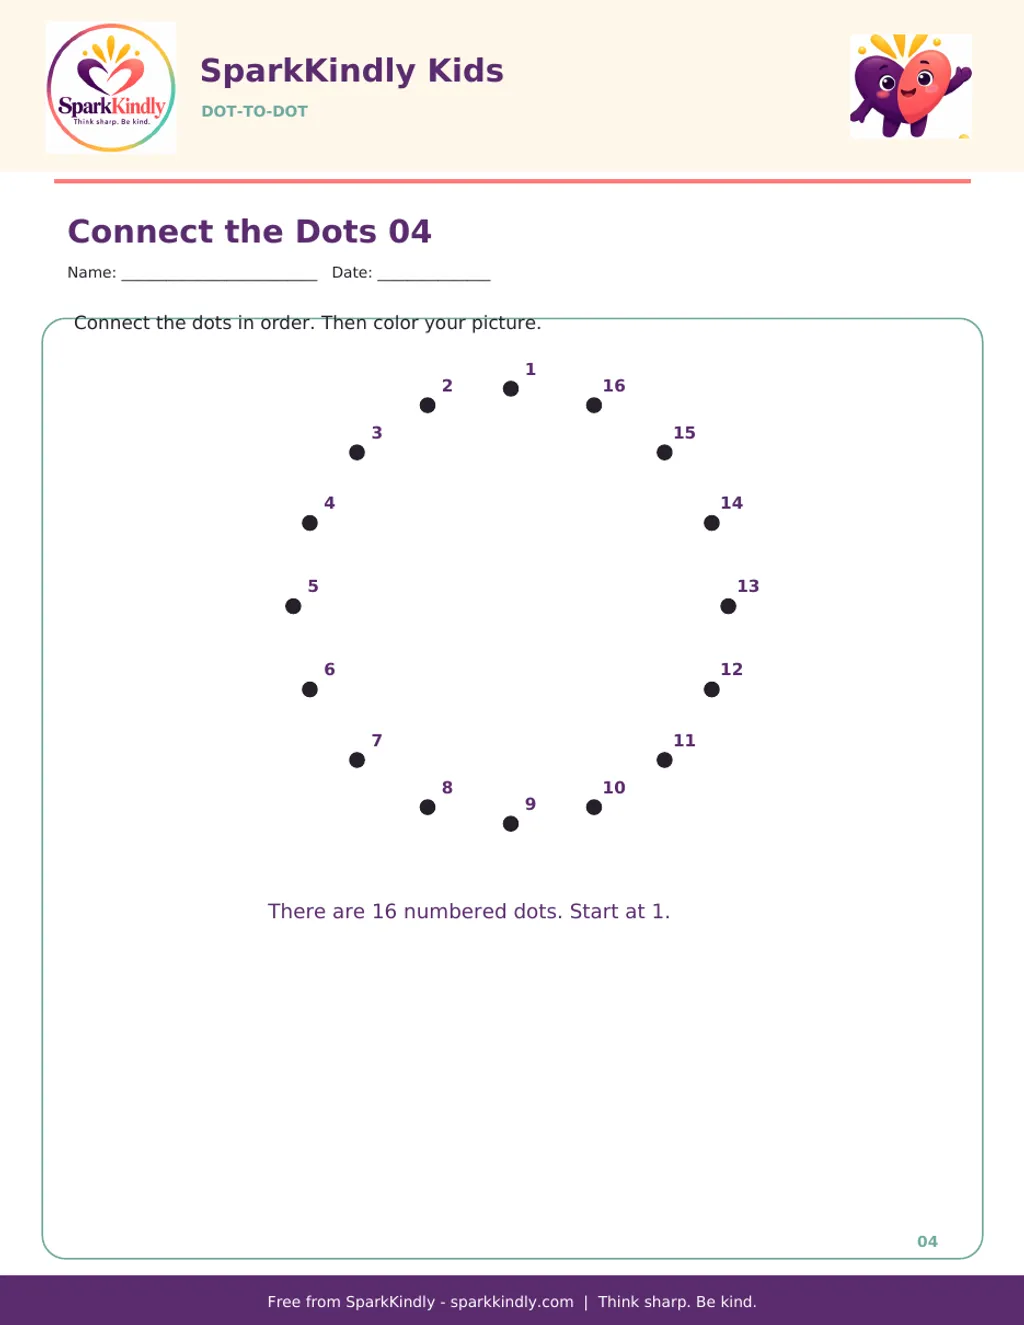 SparkKindly
Think sharp. Be kind.
SparkKindly Kids
DOT-TO-DOT
Connect the Dots 04
Name: __________________________ Date: _______________
Connect the dots in order. Then color your picture.
1
2
16
3
15
4
14
5
13
6
12
7
11
8
10
9
There are 16 numbered dots. Start at 1.
04
Free from SparkKindly - sparkkindly.com | Think sharp. Be kind.